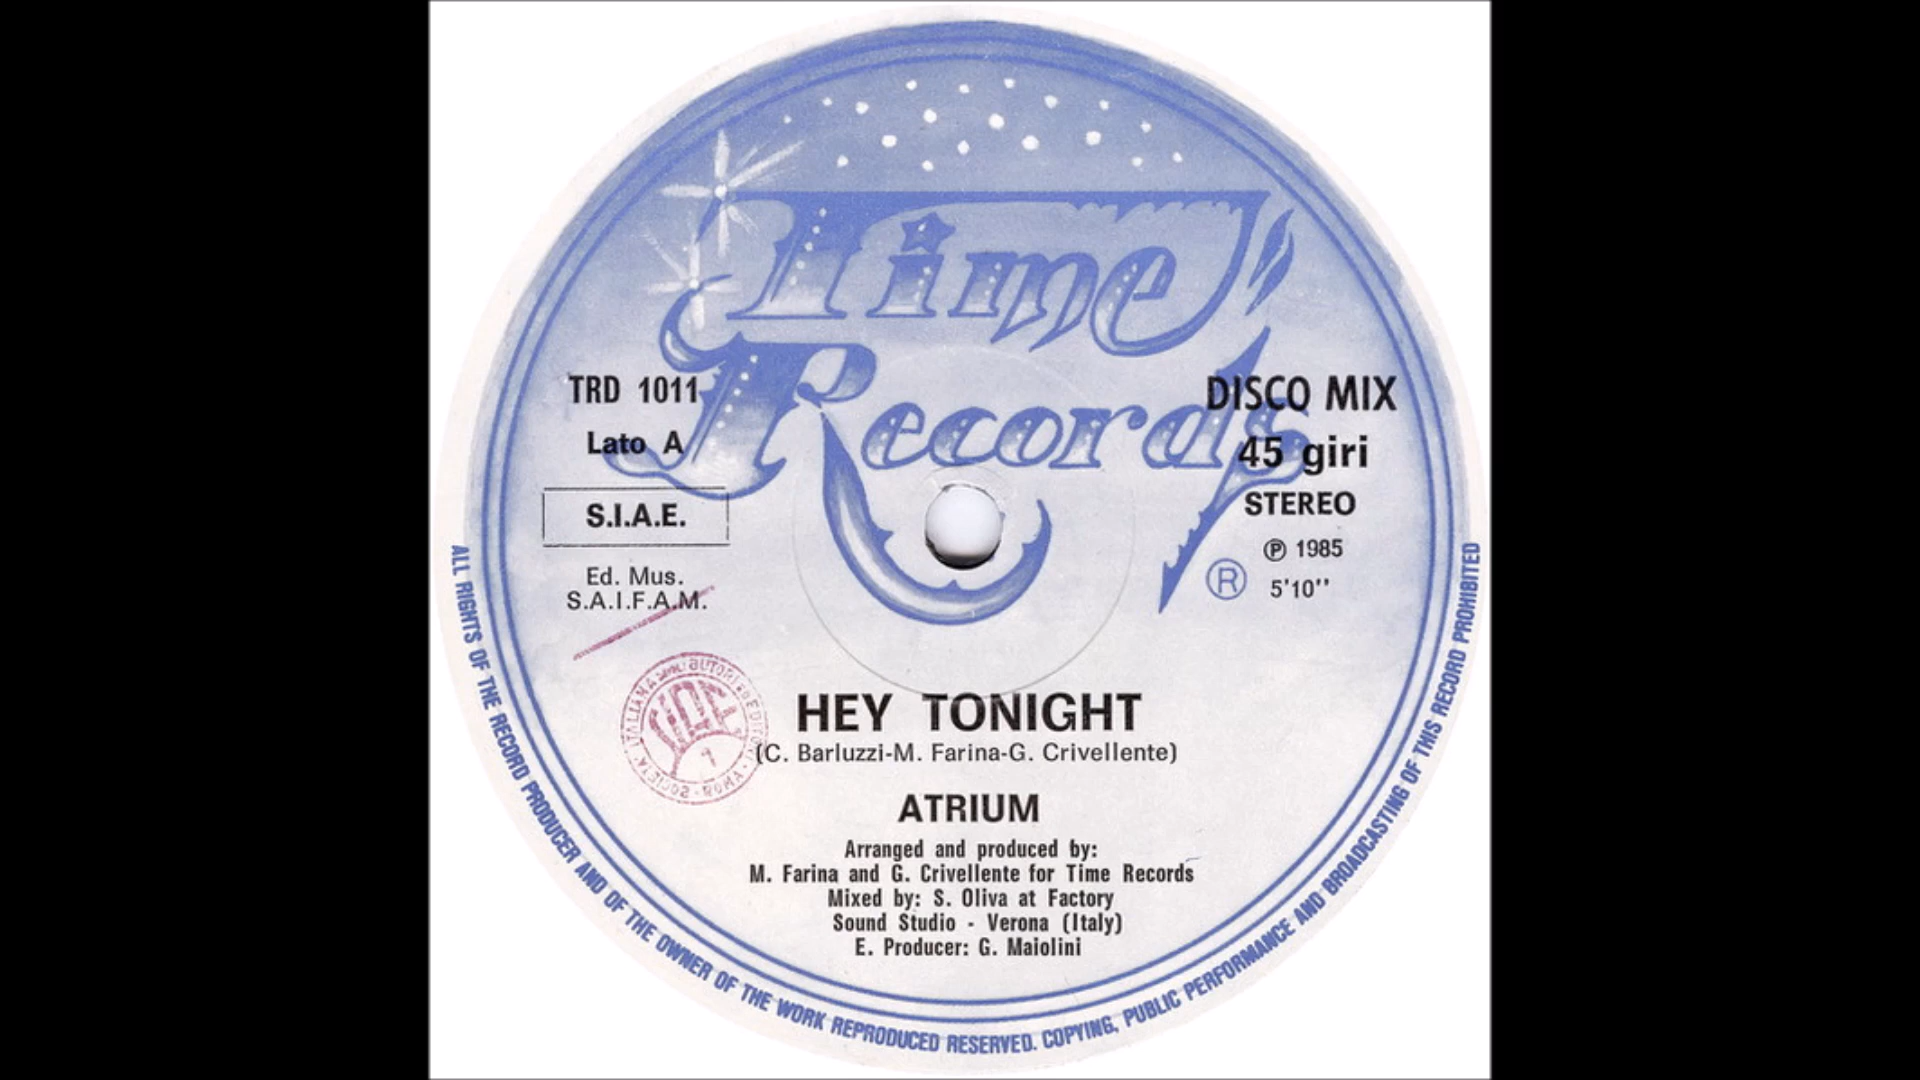 Time
Records
TRD 1011
Lato A
S.I.A.E.
Ed. Mus.
S.A.I.F.A.M.
DISCO MIX
45 giri
STEREO
℗ 1985
® 5'10''
HEY TONIGHT
(C. Barluzzi-M. Farina-G. Crivellente)
ATRIUM
Arranged and produced by:
M. Farina and G. Crivellente for Time Records
Mixed by: S. Oliva at Factory
Sound Studio - Verona (Italy)
E. Producer: G. Maiolini
ALL RIGHTS OF THE RECORD PRODUCER AND OF THE OWNER OF THE WORK REPRODUCED RESERVED. COPYING, PUBLIC PERFORMANCE AND BROADCASTING OF THIS RECORD PROHIBITED